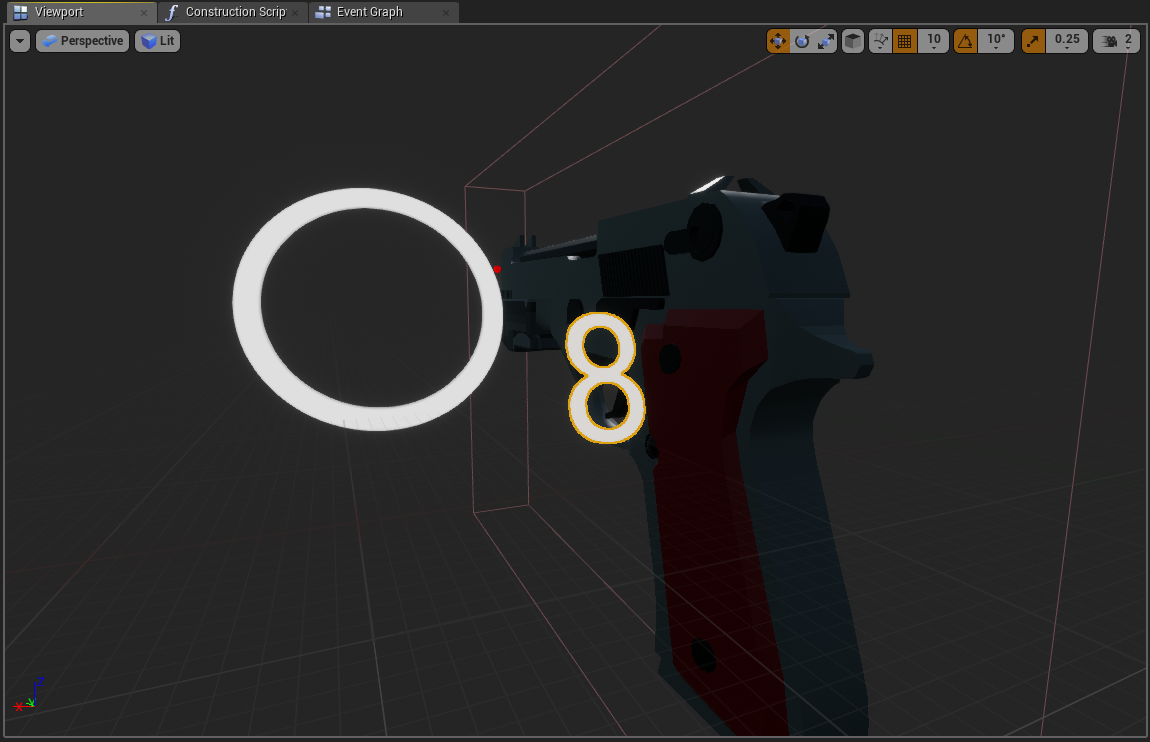 Viewport
Construction Scrip
Event Graph
Perspective
Lit
10
10°
0.25
2
8